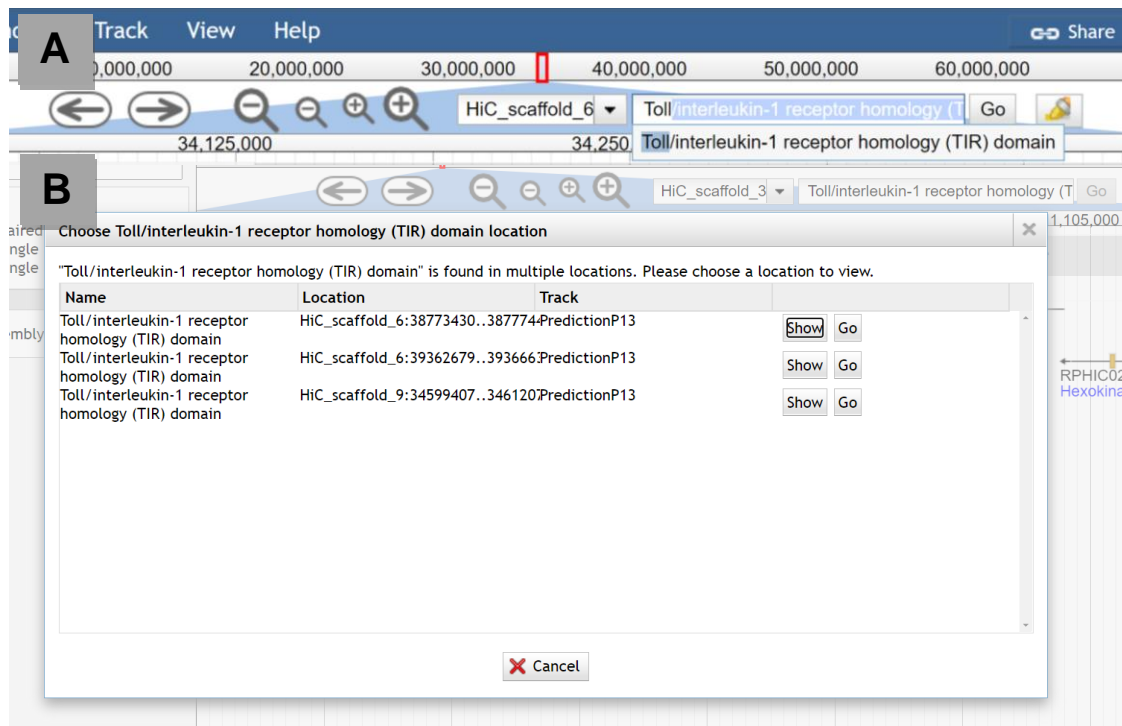 A
Track View Help Share
0,000,000 20,000,000 30,000,000 40,000,000 50,000,000 60,000,000
HiC_scaffold_6 Toll/interleukin-1 receptor homology (T Go
34,125,000 34,250 Toll/interleukin-1 receptor homology (TIR) domain
B
HiC_scaffold_3 Toll/interleukin-1 receptor homology (T Go
aired
ngle
ngle
embly
1,105,000
Choose Toll/interleukin-1 receptor homology (TIR) domain location
"Toll/interleukin-1 receptor homology (TIR) domain" is found in multiple locations. Please choose a location to view.
Name Location Track
Toll/interleukin-1 receptor HiC_scaffold_6:38773430..387774 PredictionP13 Show Go
homology (TIR) domain
Toll/interleukin-1 receptor HiC_scaffold_6:39362679..393666 PredictionP13 Show Go
homology (TIR) domain
Toll/interleukin-1 receptor HiC_scaffold_9:34599407..346120 PredictionP13 Show Go
homology (TIR) domain
RPHIC02
Hexokina
Cancel